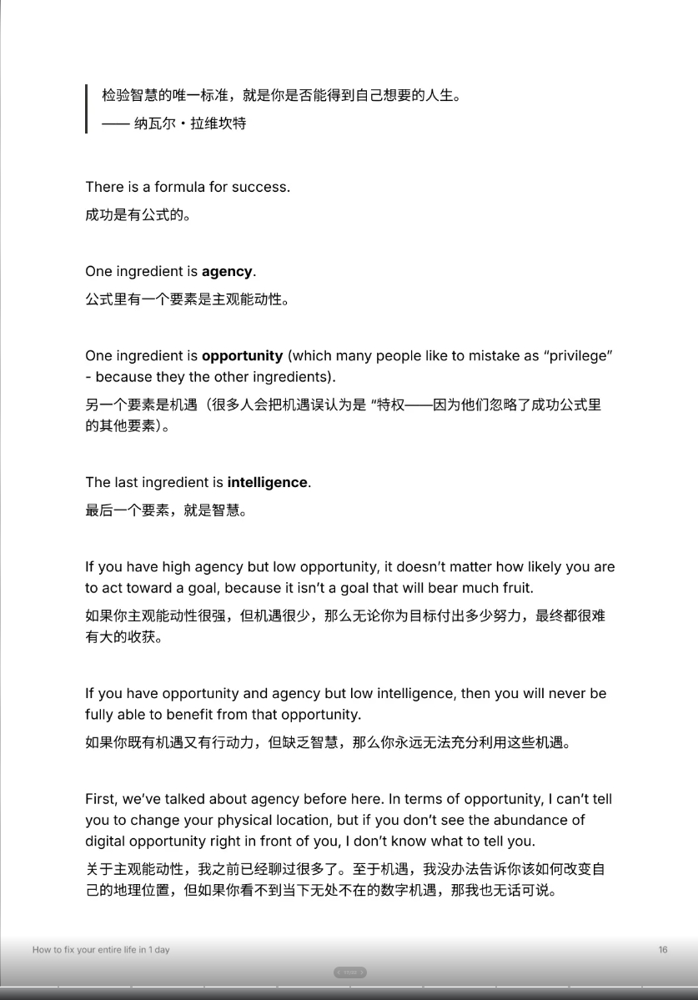 检验智慧的唯一标准，就是你是否能得到自己想要的人生。
—— 纳瓦尔·拉维坎特
There is a formula for success.
成功是有公式的。
One ingredient is agency.
公式里有一个要素是主观能动性。
One ingredient is opportunity (which many people like to mistake as “privilege”
- because they the other ingredients).
另一个要素是机遇（很多人会把机遇误认为是 “特权——因为他们忽略了成功公式里
的其他要素）。
The last ingredient is intelligence.
最后一个要素，就是智慧。
If you have high agency but low opportunity, it doesn’t matter how likely you are
to act toward a goal, because it isn’t a goal that will bear much fruit.
如果你主观能动性很强，但机遇很少，那么无论你为目标付出多少努力，最终都很难
有大的收获。
If you have opportunity and agency but low intelligence, then you will never be
fully able to benefit from that opportunity.
如果你既有机遇又有行动力，但缺乏智慧，那么你永远无法充分利用这些机遇。
First, we’ve talked about agency before here. In terms of opportunity, I can’t tell
you to change your physical location, but if you don’t see the abundance of
digital opportunity right in front of you, I don’t know what to tell you.
关于主观能动性，我之前已经聊过很多了。至于机遇，我没办法告诉你该如何改变自
己的地理位置，但如果你看不到当下无处不在的数字机遇，那我也无话可说。
How to fix your entire life in 1 day
16